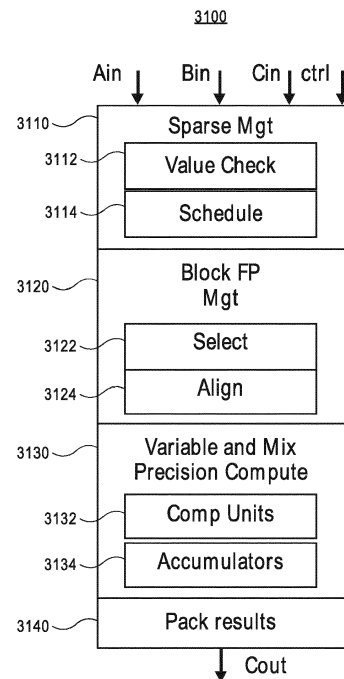 3100
Ain Bin Cin ctrl
3110 Sparse Mgt
3112 Value Check
3114 Schedule
3120 Block FP
Mgt
3122 Select
3124 Align
3130 Variable and Mix
Precision Compute
3132 Comp Units
3134 Accumulators
3140 Pack results
Cout